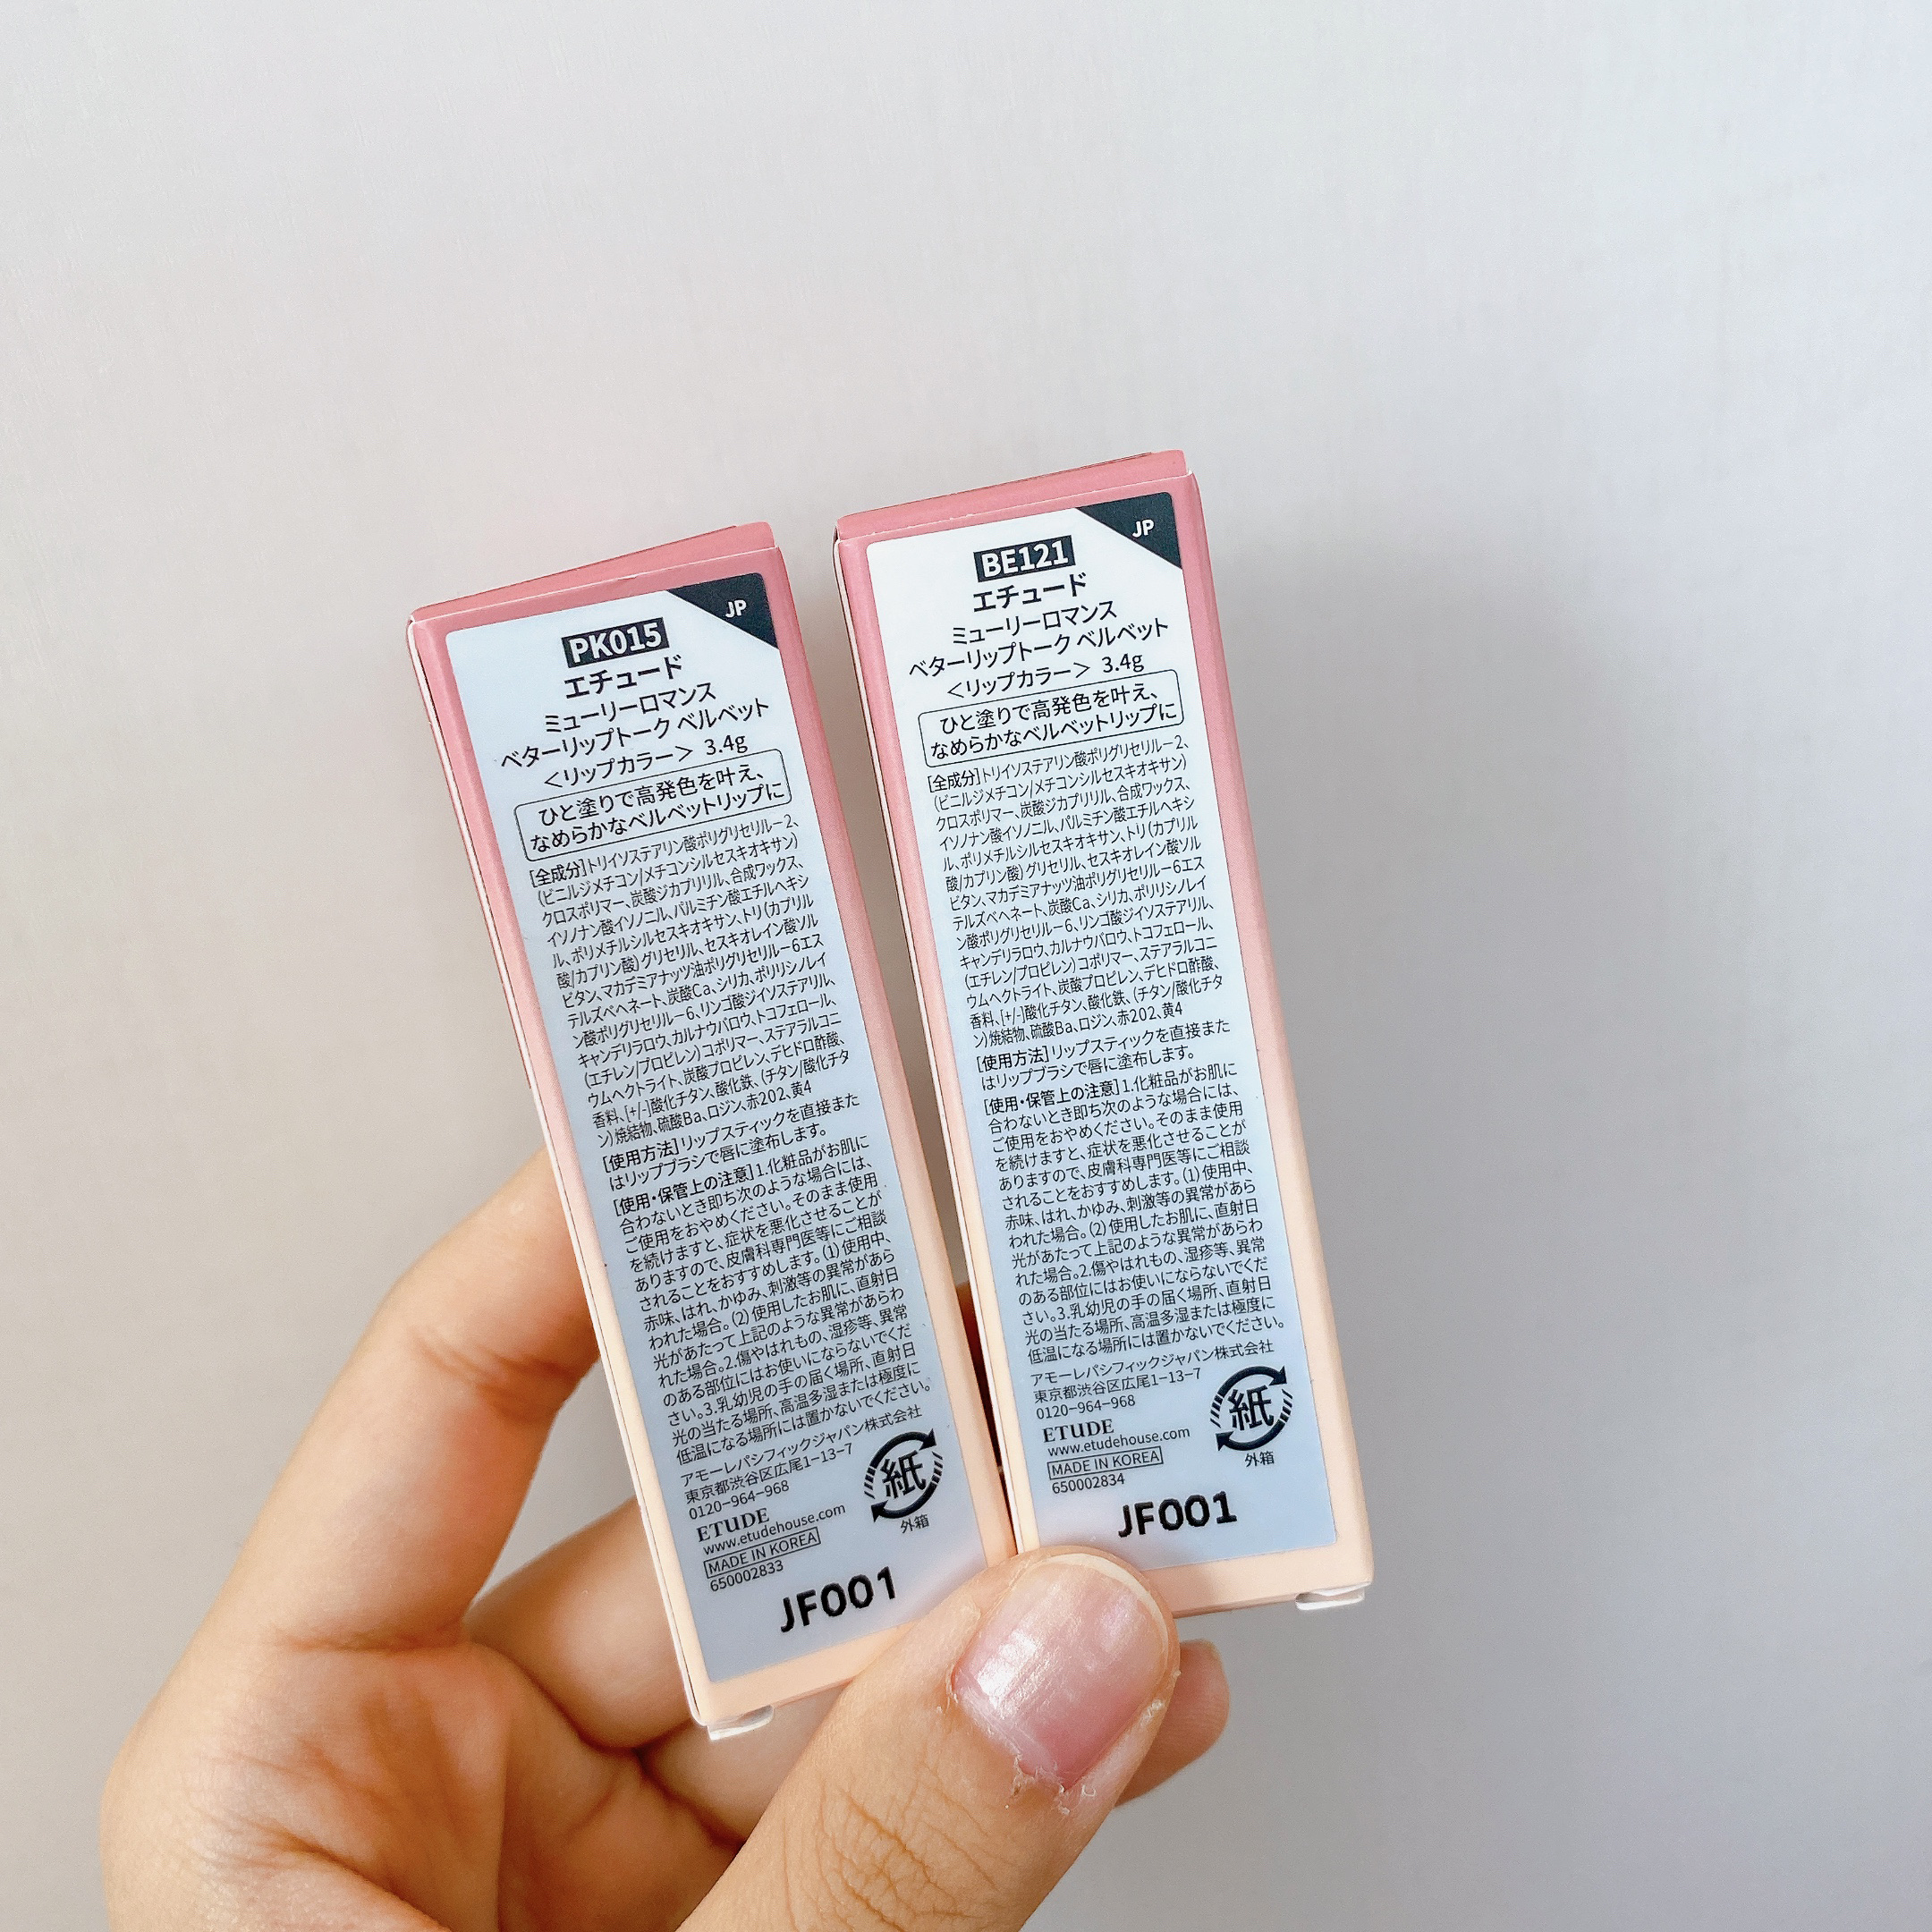 PK015
JP
エチュード
ミューリーロマンス
ベターリップトーク ベルベット
＜リップカラー＞ 3.4g
ひと塗りで高発色を叶え、
なめらかなベルベットリップに
[全成分]トリイソステアリン酸ポリグリセリルー2、
(ビニルジメチコン/メチコンシルセスキオキサン)
クロスポリマー、炭酸ジカプリリル、合成ワックス、
イソノナン酸イソノニル、パルミチン酸エチルヘキシ
ル、ポリメチルシルセスキオキサン、トリ(カプリル
酸/カプリン酸)グリセリル、セスキオレイン酸ソル
ビタン、マカデミアナッツ油ポリグリセリルー6エス
テルズベヘネート、炭酸Ca、シリカ、ポリリシノレイ
ン酸ポリグリセリルー6、リンゴ酸ジイソステアリル、
キャンデリラロウ、カルナウバロウ、トコフェロール、
(エチレン/プロピレン)コポリマー、ステアラルコニ
ウムヘクトライト、炭酸プロピレン、デヒドロ酢酸、
香料、[+/-]酸化チタン、酸化鉄、(チタン/酸化チタ
ン)焼結物、硫酸Ba、ロジン、赤202、黄4
[使用方法]リップスティックを直接また
はリップブラシで唇に塗布します。
[使用・保管上の注意]1.化粧品がお肌に
合わないとき即ち次のような場合には、
ご使用をおやめください。そのまま使用
を続けますと、症状を悪化させることが
ありますので、皮膚科専門医等にご相談
されることをおすすめします。(1)使用中、
赤味、はれ、かゆみ、刺激等の異常があら
われた場合。(2)使用したお肌に、直射日
光があたって上記のような異常があらわ
れた場合。2.傷やはれもの、湿疹等、異常
のある部位にはお使いにならないでくだ
さい。3.乳幼児の手の届く場所、直射日
光の当たる場所、高温多湿または極度に
低温になる場所には置かないでください。
アモーレパシフィックジャパン株式会社
東京都渋谷区広尾1-13-7
0120-964-968
ETUDE
www.etudehouse.com
MADE IN KOREA
650002833
紙
外箱
JF001
BE121
JP
エチュード
ミューリーロマンス
ベターリップトーク ベルベット
＜リップカラー＞ 3.4g
ひと塗りで高発色を叶え、
なめらかなベルベットリップに
[全成分]トリイソステアリン酸ポリグリセリルー2、
(ビニルジメチコン/メチコンシルセスキオキサン)
クロスポリマー、炭酸ジカプリリル、合成ワックス、
イソノナン酸イソノニル、パルミチン酸エチルヘキシ
ル、ポリメチルシルセスキオキサン、トリ(カプリル
酸/カプリン酸)グリセリル、セスキオレイン酸ソル
ビタン、マカデミアナッツ油ポリグリセリルー6エス
テルズベヘネート、炭酸Ca、シリカ、ポリリシノレイ
ン酸ポリグリセリルー6、リンゴ酸ジイソステアリル、
キャンデリラロウ、カルナウバロウ、トコフェロール、
(エチレン/プロピレン)コポリマー、ステアラルコニ
ウムヘクトライト、炭酸プロピレン、デヒドロ酢酸、
香料、[+/-]酸化チタン、酸化鉄、(チタン/酸化チタ
ン)焼結物、硫酸Ba、ロジン、赤202、黄4
[使用方法]リップスティックを直接また
はリップブラシで唇に塗布します。
[使用・保管上の注意]1.化粧品がお肌に
合わないとき即ち次のような場合には、
ご使用をおやめください。そのまま使用
を続けますと、症状を悪化させることが
ありますので、皮膚科専門医等にご相談
されることをおすすめします。(1)使用中、
赤味、はれ、かゆみ、刺激等の異常があら
われた場合。(2)使用したお肌に、直射日
光があたって上記のような異常があらわ
れた場合。2.傷やはれもの、湿疹等、異常
のある部位にはお使いにならないでくだ
さい。3.乳幼児の手の届く場所、直射日
光の当たる場所、高温多湿または極度に
低温になる場所には置かないでください。
アモーレパシフィックジャパン株式会社
東京都渋谷区広尾1-13-7
0120-964-968
ETUDE
www.etudehouse.com
MADE IN KOREA
650002834
紙
外箱
JF001